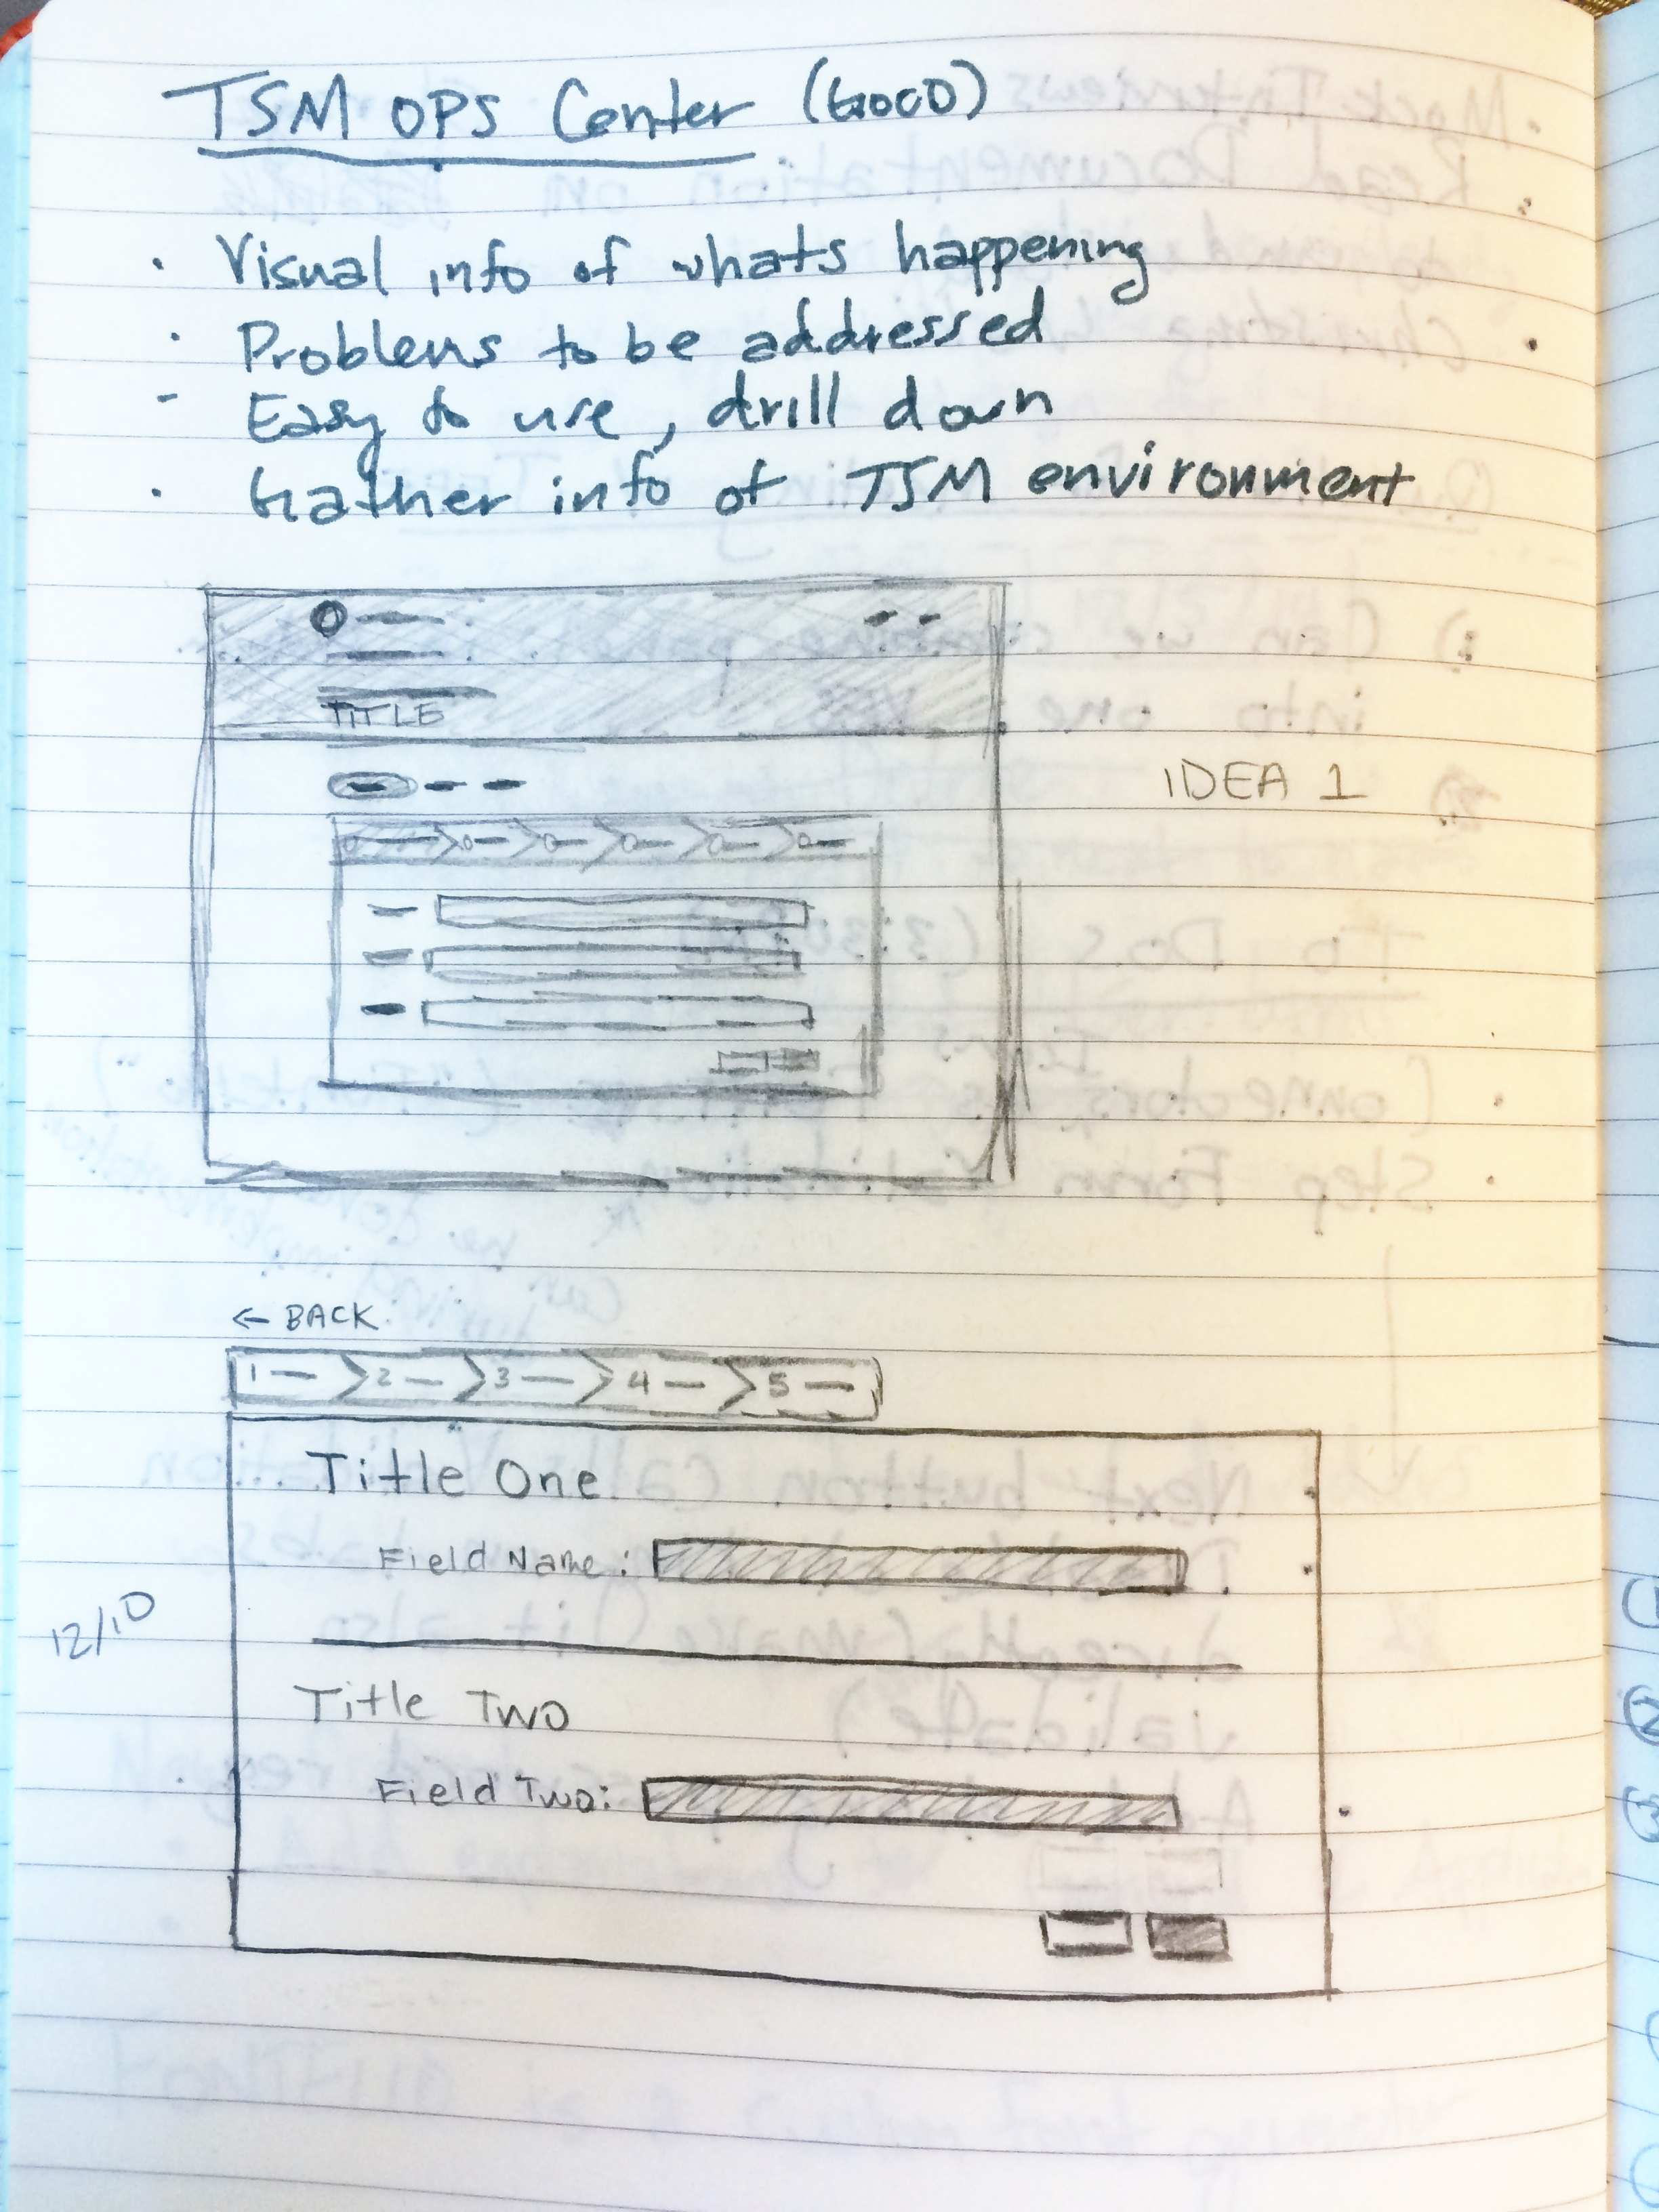 TSM OPS Center (GOOD)
· Visual info of whats happening
· Problems to be addressed
- Easy to use, drill down
· Gather info of TSM environment
TITLE
IDEA 1
← BACK
1 — > 2 — > 3 — > 4 — > 5 —
Title One
Field Name :
12/10
Title Two
Field Two: